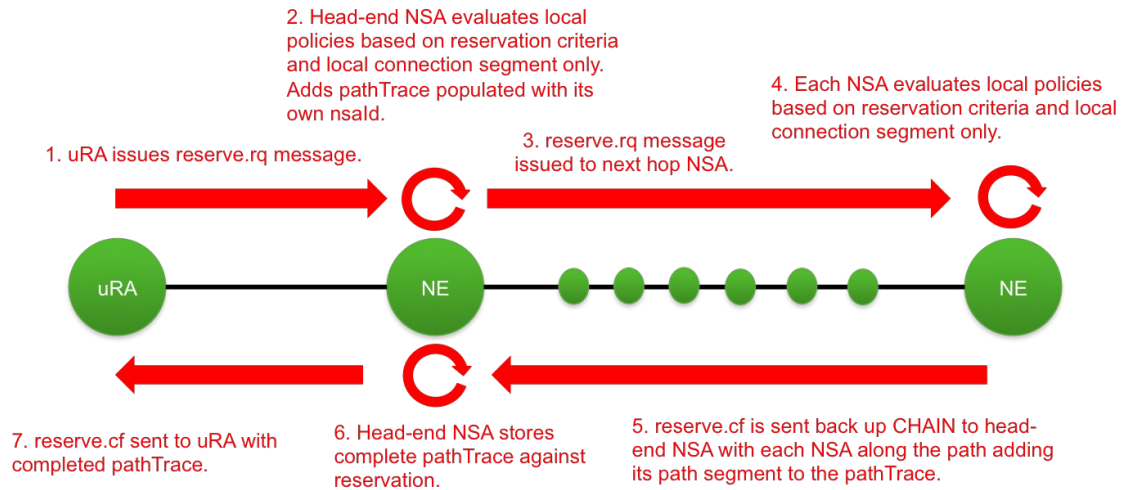 2. Head-end NSA evaluates local
policies based on reservation criteria
and local connection segment only.
Adds pathTrace populated with its
own nsaId.
4. Each NSA evaluates local policies
based on reservation criteria and local
connection segment only.
1. uRA issues reserve.rq message.
3. reserve.rq message
issued to next hop NSA.
uRA
NE
NE
7. reserve.cf sent to uRA with
completed pathTrace.
6. Head-end NSA stores
complete pathTrace against
reservation.
5. reserve.cf is sent back up CHAIN to head-
end NSA with each NSA along the path adding
its path segment to the pathTrace.